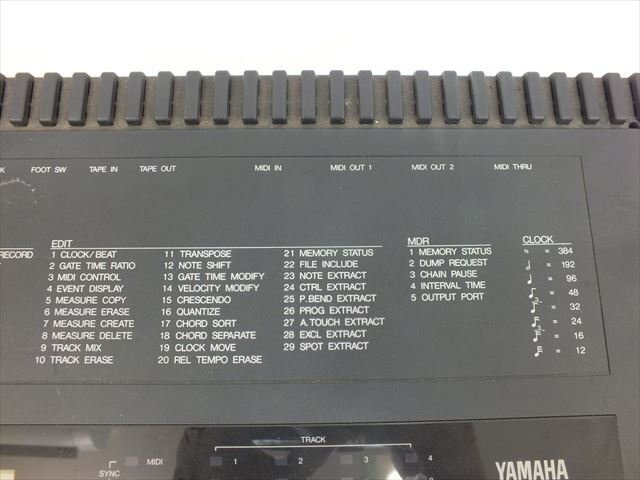 FOOT SW TAPE IN TAPE OUT MIDI IN MIDI OUT 1 MIDI OUT 2 MIDI THRU
RECORD
EDIT
1 CLOCK/BEAT
2 GATE TIME RATIO
3 MIDI CONTROL
4 EVENT DISPLAY
5 MEASURE COPY
6 MEASURE ERASE
7 MEASURE CREATE
8 MEASURE DELETE
9 TRACK MIX
10 TRACK ERASE
11 TRANSPOSE
12 NOTE SHIFT
13 GATE TIME MODIFY
14 VELOCITY MODIFY
15 CRESCENDO
16 QUANTIZE
17 CHORD SORT
18 CHORD SEPARATE
19 CLOCK MOVE
20 REL TEMPO ERASE
21 MEMORY STATUS
22 FILE INCLUDE
23 NOTE EXTRACT
24 CTRL EXTRACT
25 P.BEND EXTRACT
26 PROG EXTRACT
27 A.TOUCH EXTRACT
28 EXCL EXTRACT
29 SPOT EXTRACT
MDR
1 MEMORY STATUS
2 DUMP REQUEST
3 CHAIN PAUSE
4 INTERVAL TIME
5 OUTPUT PORT
CLOCK
= 384
= 192
= 96
= 48
= 32
= 24
= 16
= 12
TRACK
SYNC MIDI 1 2 3 4
YAMAHA